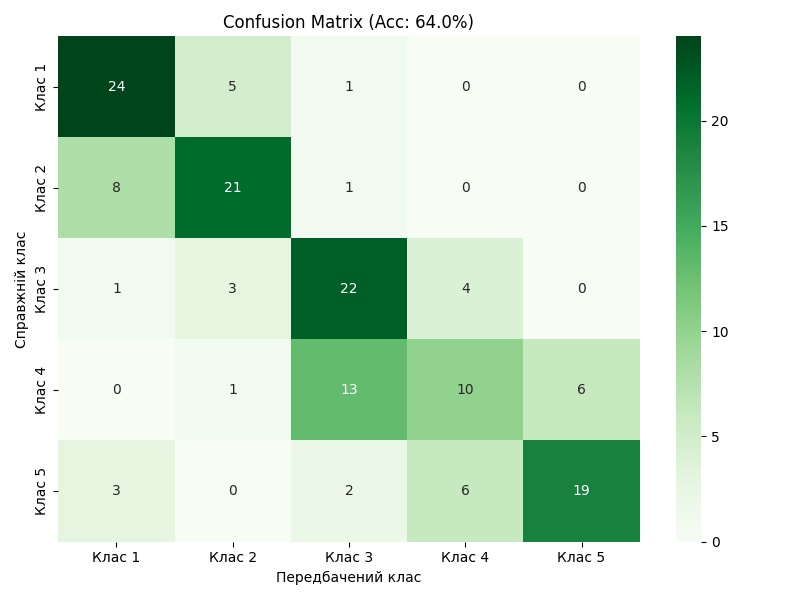 Confusion Matrix (Acc: 64.0%)
Справжній клас
Клас 1
24 5 1 0 0
Клас 2
8 21 1 0 0
Клас 3
1 3 22 4 0
Клас 4
0 1 13 10 6
Клас 5
3 0 2 6 19
Клас 1 Клас 2 Клас 3 Клас 4 Клас 5
Передбачений клас
20
15
10
5
0